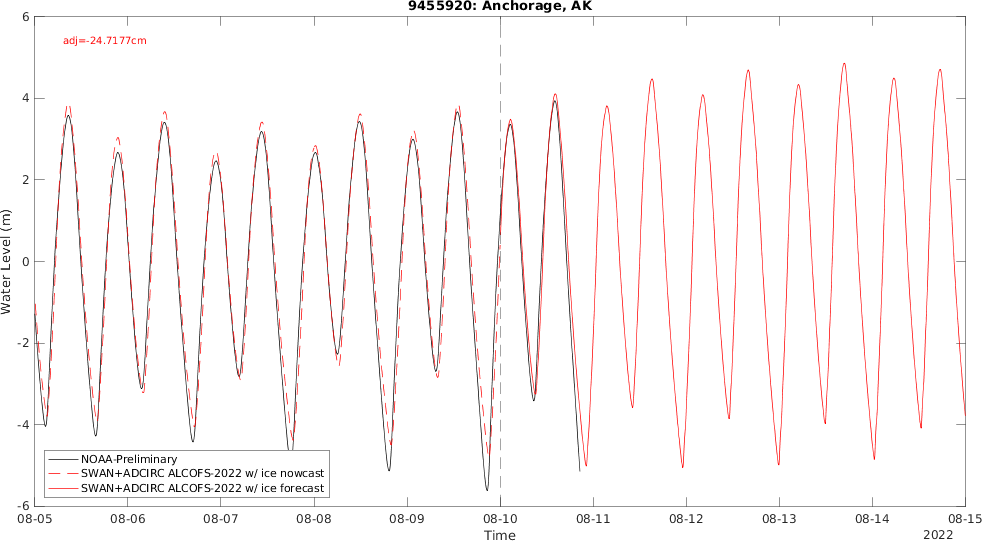 9455920: Anchorage, AK
adj=-24.7177cm
6
4
2
0
-2
-4
-6
Water Level (m)
NOAA-Preliminary
SWAN+ADCIRC ALCOFS-2022 w/ ice nowcast
SWAN+ADCIRC ALCOFS-2022 w/ ice forecast
08-05 08-06 08-07 08-08 08-09 08-10 08-11 08-12 08-13 08-14 08-15
Time
2022